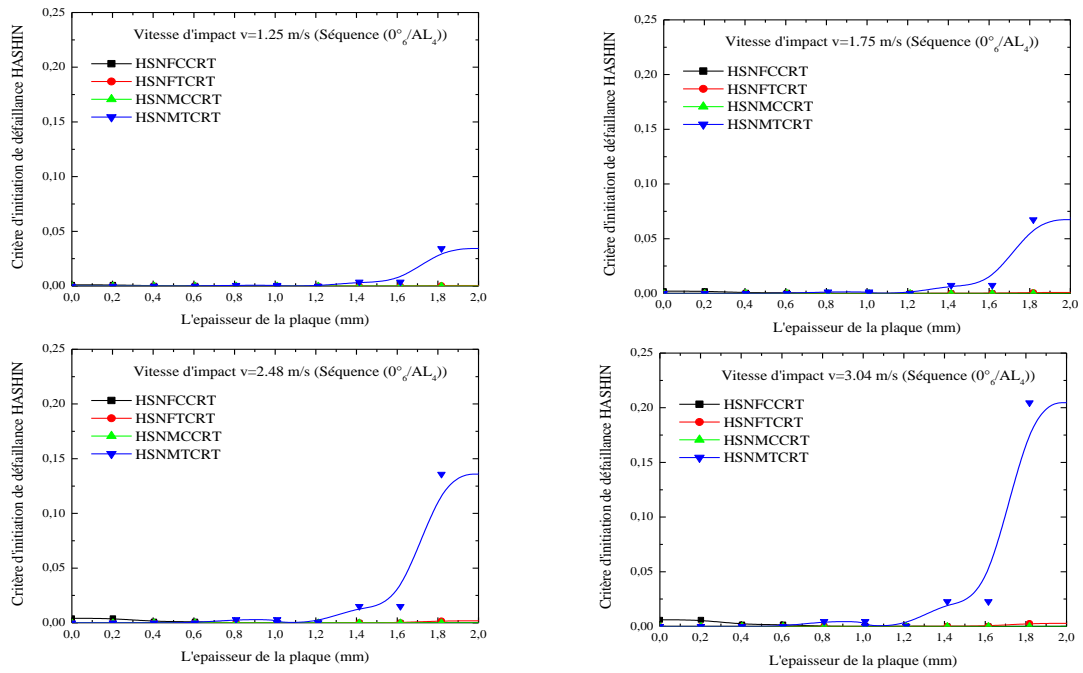 Vitesse d'impact v=1.25 m/s (Séquence (0°₆/AL₄))
HSNFCCRT
HSNFTCRT
HSNMCCRT
HSNMTCRT
Critère d'initiation de défaillance HASHIN
0,25
0,20
0,15
0,10
0,05
0,00
0,0 0,2 0,4 0,6 0,8 1,0 1,2 1,4 1,6 1,8 2,0
L'epaisseur de la plaque (mm)
Vitesse d'impact v=1.75 m/s (Séquence (0°₆/AL₄))
HSNFCCRT
HSNFTCRT
HSNMCCRT
HSNMTCRT
Critère d'initiation de défaillance HASHIN
0,25
0,20
0,15
0,10
0,05
0,00
0,0 0,2 0,4 0,6 0,8 1,0 1,2 1,4 1,6 1,8 2,0
L'epaisseur de la plaque (mm)
Vitesse d'impact v=2.48 m/s (Séquence (0°₆/AL₄))
HSNFCCRT
HSNFTCRT
HSNMCCRT
HSNMTCRT
Critère d'initiation de défaillance HASHIN
0,25
0,20
0,15
0,10
0,05
0,00
0,0 0,2 0,4 0,6 0,8 1,0 1,2 1,4 1,6 1,8 2,0
L'epaisseur de la plaque (mm)
Vitesse d'impact v=3.04 m/s (Séquence (0°₆/AL₄))
HSNFCCRT
HSNFTCRT
HSNMCCRT
HSNMTCRT
Critère d'initiation de défaillance HASHIN
0,25
0,20
0,15
0,10
0,05
0,00
0,0 0,2 0,4 0,6 0,8 1,0 1,2 1,4 1,6 1,8 2,0
L'epaisseur de la plaque (mm)